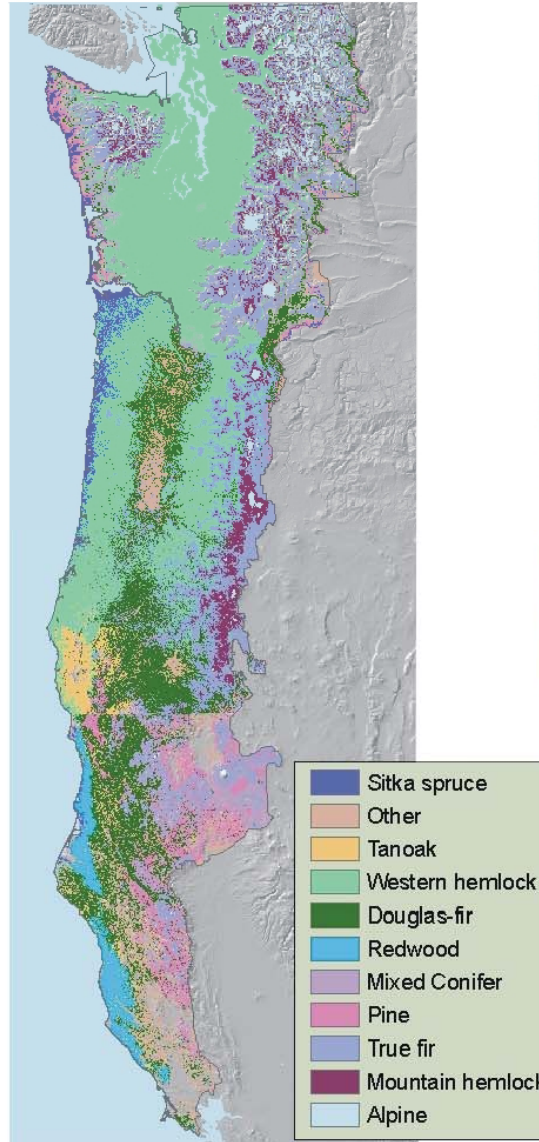 Sitka spruce
Other
Tanoak
Western hemlock
Douglas-fir
Redwood
Mixed Conifer
Pine
True fir
Mountain hemlock
Alpine